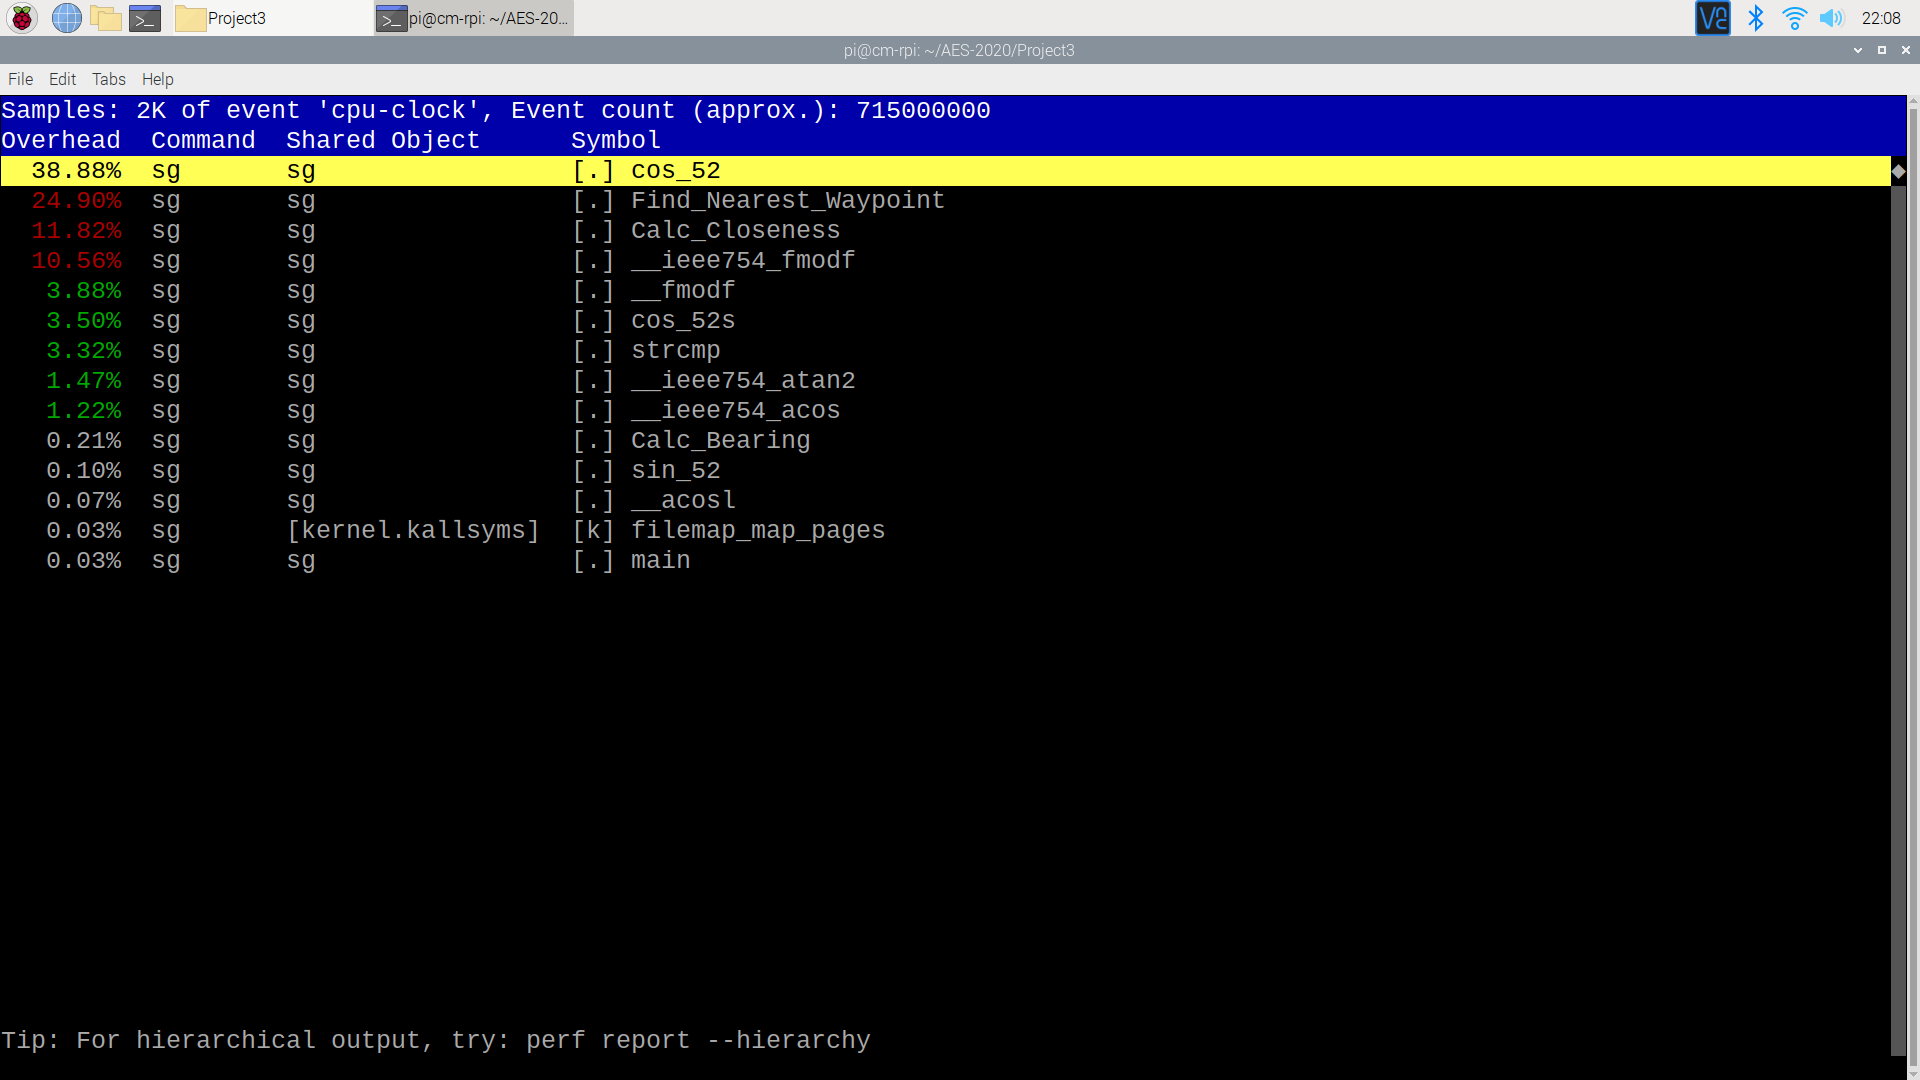 Project3
pi@cm-rpi: ~/AES-20...
22:08
pi@cm-rpi: ~/AES-2020/Project3
File Edit Tabs Help
Samples: 2K of event 'cpu-clock', Event count (approx.): 715000000
Overhead Command Shared Object Symbol
38.88% sg sg [.] cos_52
24.90% sg sg [.] Find_Nearest_Waypoint
11.82% sg sg [.] Calc_Closeness
10.56% sg sg [.] __ieee754_fmodf
3.88% sg sg [.] __fmodf
3.50% sg sg [.] cos_52s
3.32% sg sg [.] strcmp
1.47% sg sg [.] __ieee754_atan2
1.22% sg sg [.] __ieee754_acos
0.21% sg sg [.] Calc_Bearing
0.10% sg sg [.] sin_52
0.07% sg sg [.] __acosl
0.03% sg [kernel.kallsyms] [k] filemap_map_pages
0.03% sg sg [.] main
Tip: For hierarchical output, try: perf report --hierarchy